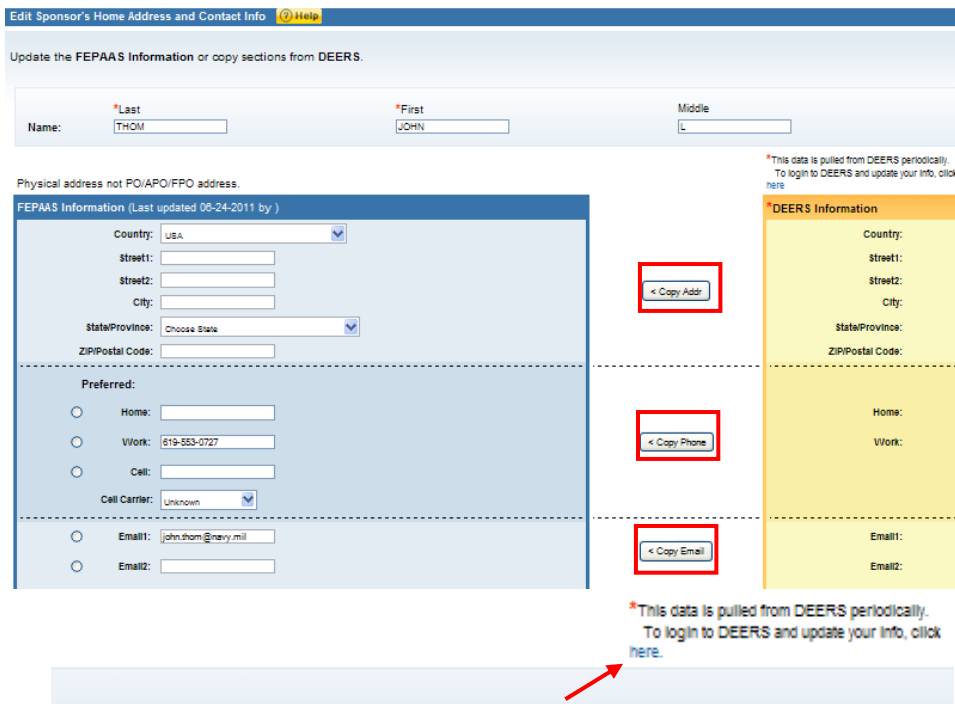 Edit Sponsor's Home Address and Contact Info (?) Help
Update the FEPAAS Information or copy sections from DEERS.
*Last *First Middle
Name: THOM JOHN L
*This data is pulled from DEERS periodically.
To login to DEERS and update your info, click
here
Physical address not PO/APO/FPO address.
FEPAAS Information (Last updated 06-24-2011 by ) *DEERS Information
Country: USA Country:
Street1: Street1:
Street2: < Copy Addr Street2:
City: City:
State/Province: Choose State State/Province:
ZIP/Postal Code: ZIP/Postal Code:
Preferred:
Home: Home:
Work: 619-553-0727 < Copy Phone Work:
Cell:
Cell Carrier: Unknown
Email1: john.thom@navy.mil < Copy Email Email1:
Email2: Email2:
*This data is pulled from DEERS periodically.
To login to DEERS and update your info, click
here.